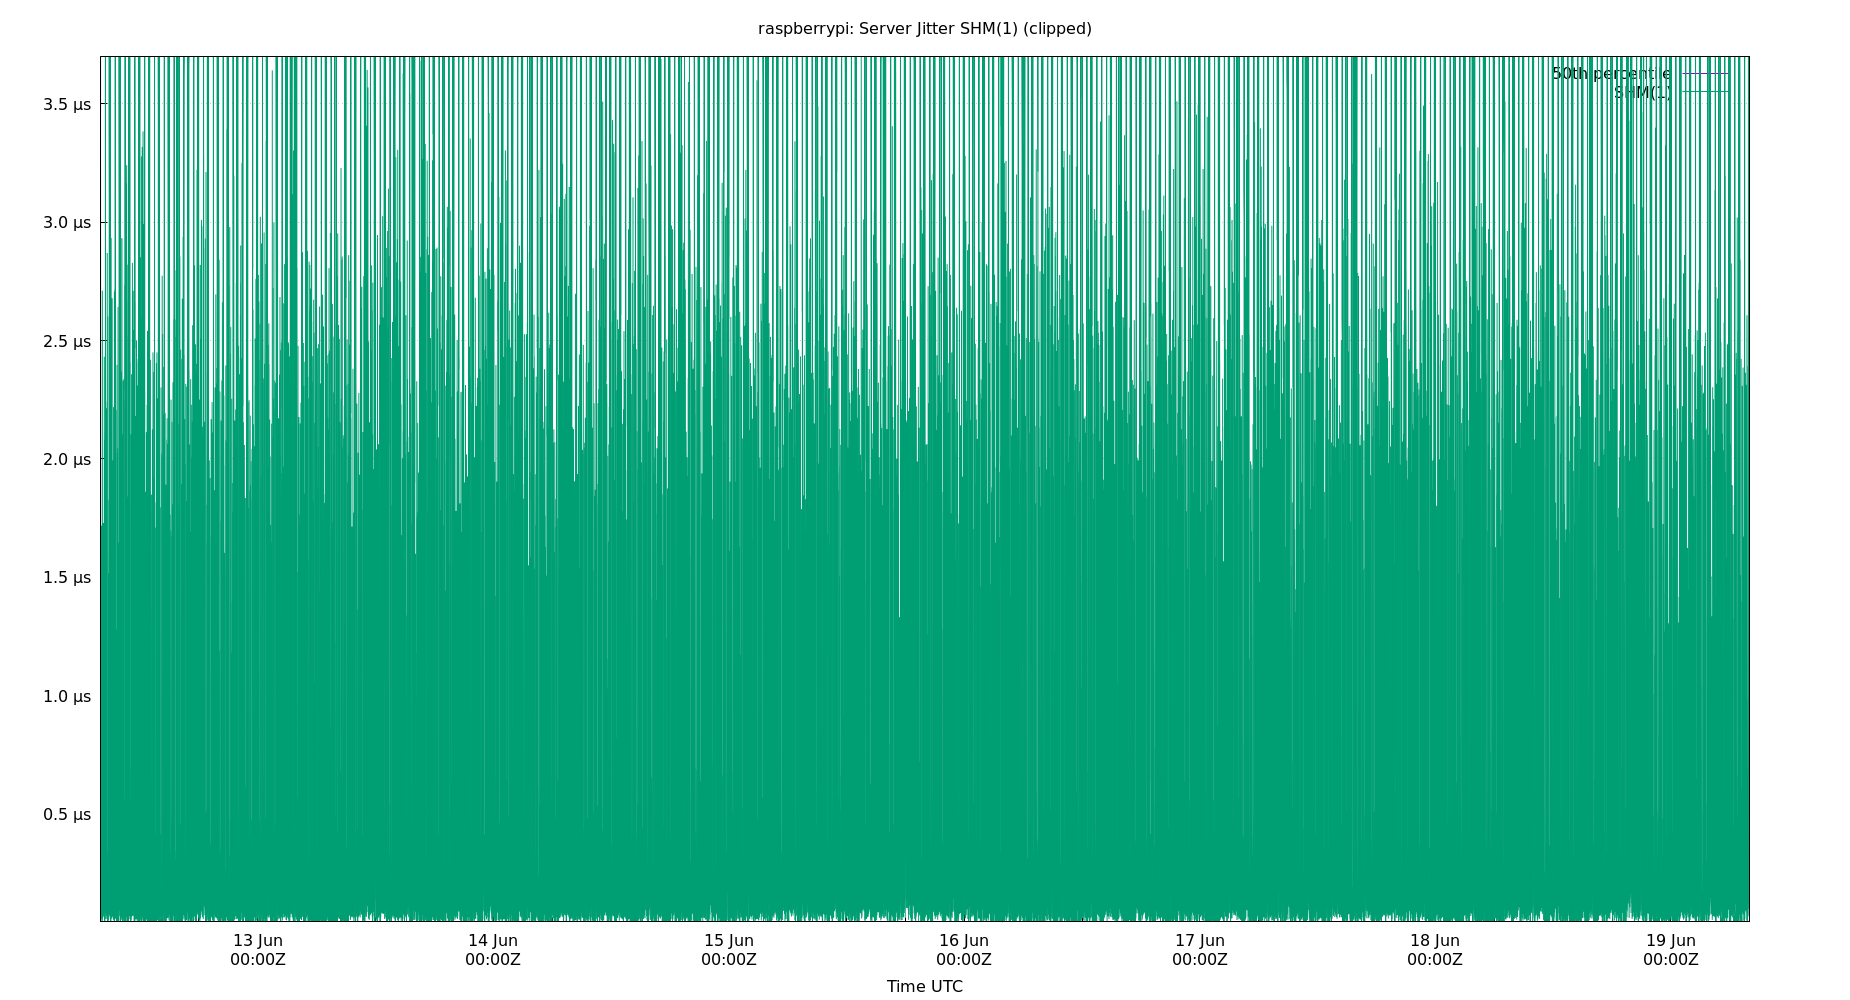 raspberrypi: Server Jitter SHM(1) (clipped)
50th percentile
SHM(1)
3.5 µs
3.0 µs
2.5 µs
2.0 µs
1.5 µs
1.0 µs
0.5 µs
13 Jun 14 Jun 15 Jun 16 Jun 17 Jun 18 Jun 19 Jun
00:00Z 00:00Z 00:00Z 00:00Z 00:00Z 00:00Z 00:00Z
Time UTC